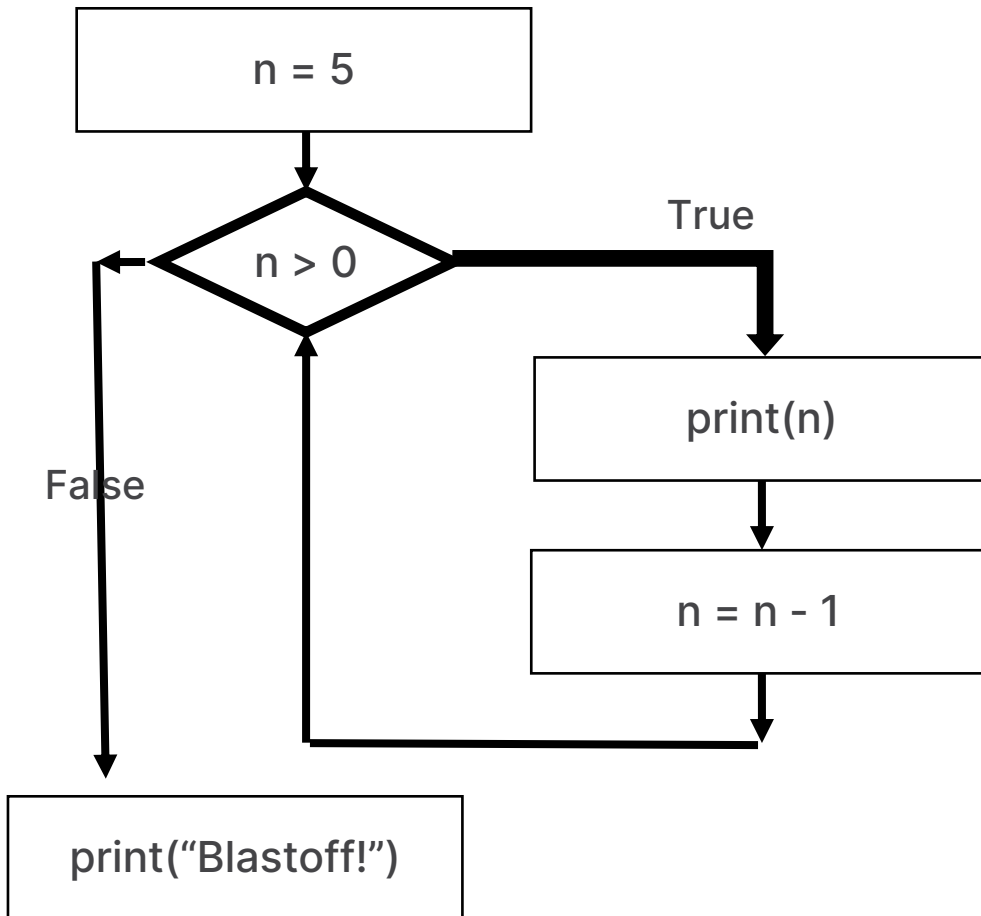 n = 5
True
n > 0
print(n)
False
n = n - 1
print(“Blastoff!”)